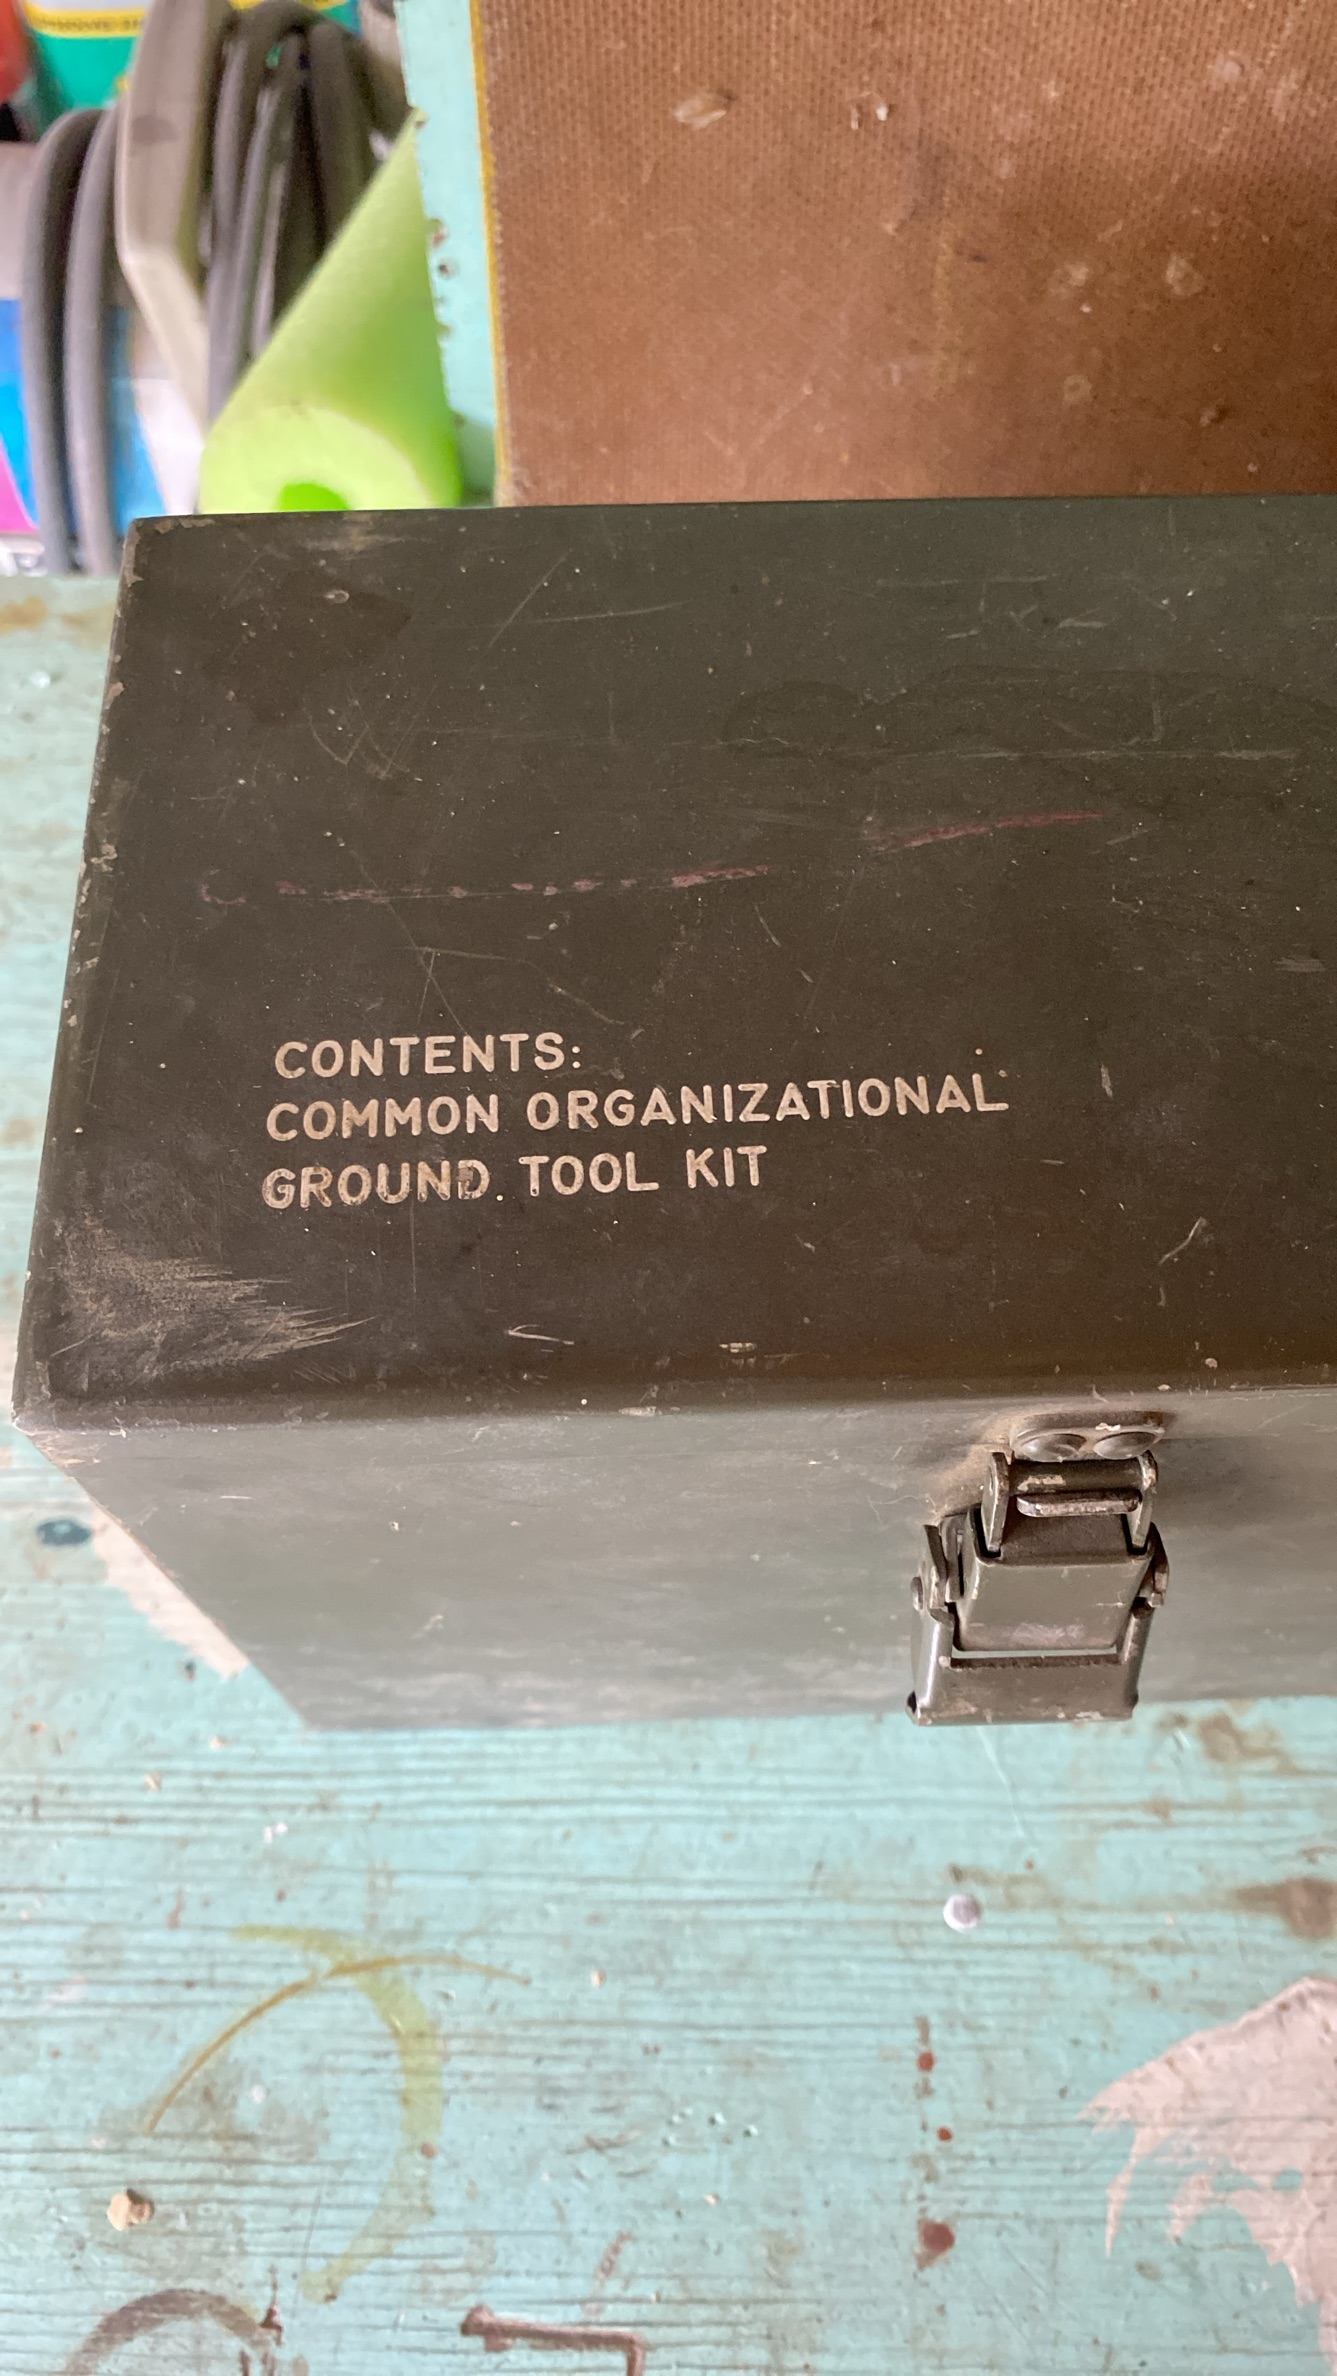 CONTENTS:
COMMON ORGANIZATIONAL
GROUND TOOL KIT